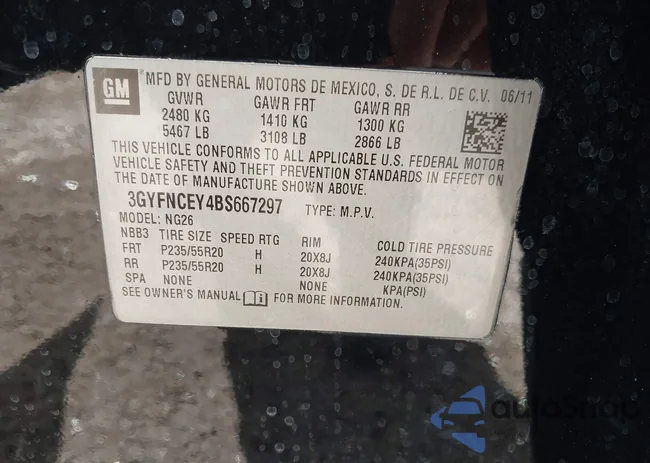 GM
MFD BY GENERAL MOTORS DE MEXICO, S. DE R.L. DE C.V. 06/11
GVWR GAWR FRT GAWR RR
2480 KG 1410 KG 1300 KG
5467 LB 3108 LB 2866 LB
THIS VEHICLE CONFORMS TO ALL APPLICABLE U.S. FEDERAL MOTOR
VEHICLE SAFETY AND THEFT PREVENTION STANDARDS IN EFFECT ON
THE DATE OF MANUFACTURE SHOWN ABOVE.
3GYFNCEY4BS667297 TYPE: M.P.V.
MODEL: NG26
NBB3 TIRE SIZE SPEED RTG RIM COLD TIRE PRESSURE
FRT P235/55R20 H 20X8J 240KPA(35PSI)
RR P235/55R20 H 20X8J 240KPA(35PSI)
SPA NONE NONE KPA(PSI)
SEE OWNER'S MANUAL FOR MORE INFORMATION.
autoSnap